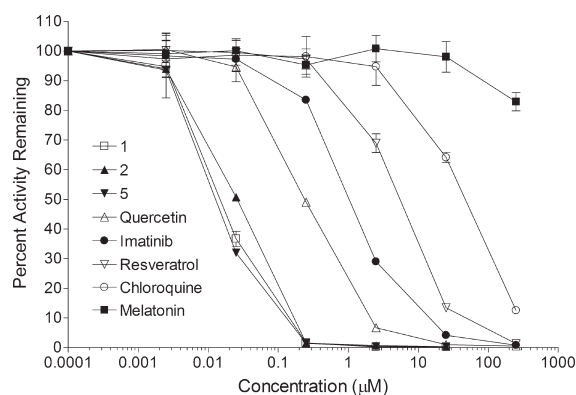 110
100
90
80
70
60
50
40
30
20
10
0
Percent Activity Remaining
1
2
5
Quercetin
Imatinib
Resveratrol
Chloroquine
Melatonin
0.0001 0.001 0.01 0.1 1 10 100 1000
Concentration (μM)